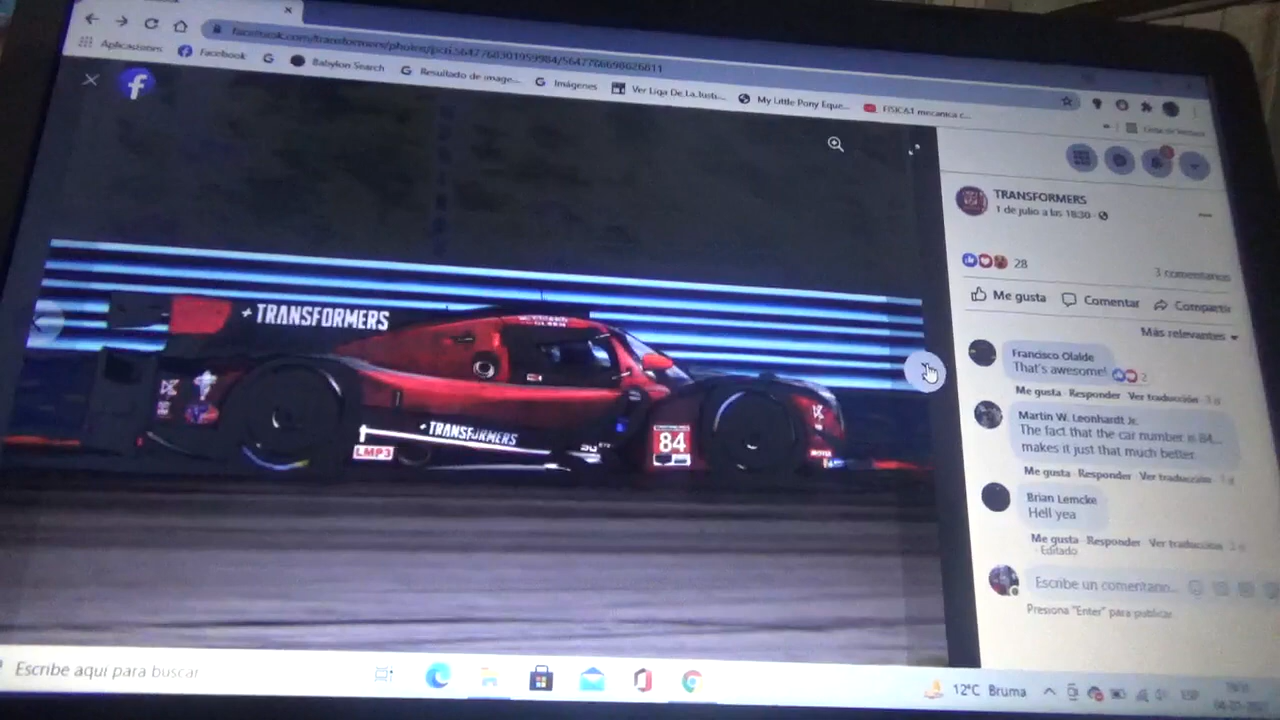 Aplicaciones
Facebook
Babylon Search
Resultado de image...
Imágenes
Ver Liga De La Justi...
My Little Pony Eque...
FISICA1 mecanica c...
TRANSFORMERS
1 de julio a las 18:30
28
3 comentarios
Me gusta
Comentar
Compartir
Más relevantes
Francisco Olalde
That's awesome!
2
Me gusta · Responder · Ver traducción
Martin W. Leonhardt Jr.
The fact that the car number is 84...
makes it just that much better.
Me gusta · Responder · Ver traducción
Brian Lemcke
Hell yea
Me gusta · Responder · Ver traducción
· Editado
Escribe un comentario...
Presiona "Enter" para publicar.
TRANSFORMERS
TRANSFORMERS
LMP3
84
Escribe aquí para buscar
12°C Bruma
ESP